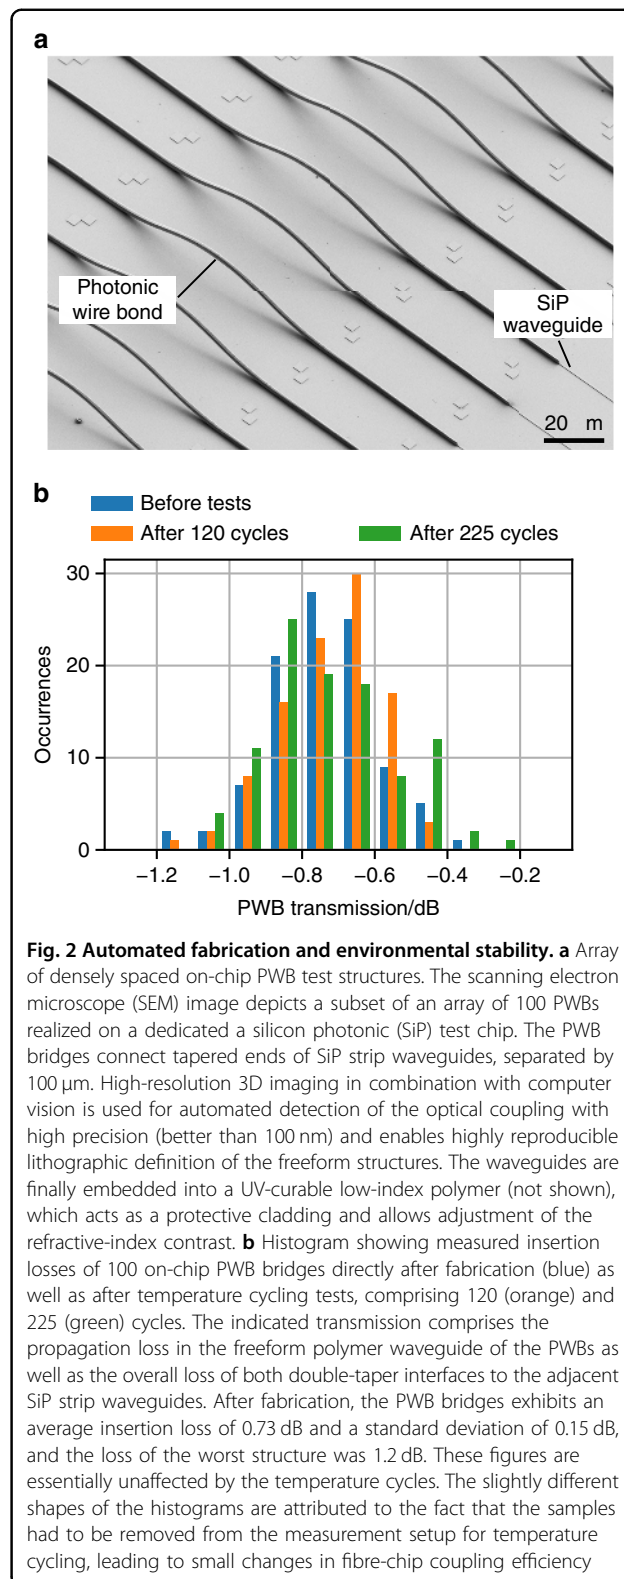 a
Photonic
wire bond
SiP
waveguide
20 m
b
Before tests
After 120 cycles
After 225 cycles
30
20
10
0
Occurrences
−1.2
−1.0
−0.8
−0.6
−0.4
−0.2
PWB transmission/dB
Fig. 2 Automated fabrication and environmental stability. a Array
of densely spaced on-chip PWB test structures. The scanning electron
microscope (SEM) image depicts a subset of an array of 100 PWBs
realized on a dedicated a silicon photonic (SiP) test chip. The PWB
bridges connect tapered ends of SiP strip waveguides, separated by
100 μm. High-resolution 3D imaging in combination with computer
vision is used for automated detection of the optical coupling with
high precision (better than 100 nm) and enables highly reproducible
lithographic definition of the freeform structures. The waveguides are
finally embedded into a UV-curable low-index polymer (not shown),
which acts as a protective cladding and allows adjustment of the
refractive-index contrast. b Histogram showing measured insertion
losses of 100 on-chip PWB bridges directly after fabrication (blue) as
well as after temperature cycling tests, comprising 120 (orange) and
225 (green) cycles. The indicated transmission comprises the
propagation loss in the freeform polymer waveguide of the PWBs as
well as the overall loss of both double-taper interfaces to the adjacent
SiP strip waveguides. After fabrication, the PWB bridges exhibits an
average insertion loss of 0.73 dB and a standard deviation of 0.15 dB,
and the loss of the worst structure was 1.2 dB. These figures are
essentially unaffected by the temperature cycles. The slightly different
shapes of the histograms are attributed to the fact that the samples
had to be removed from the measurement setup for temperature
cycling, leading to small changes in fibre-chip coupling efficiency